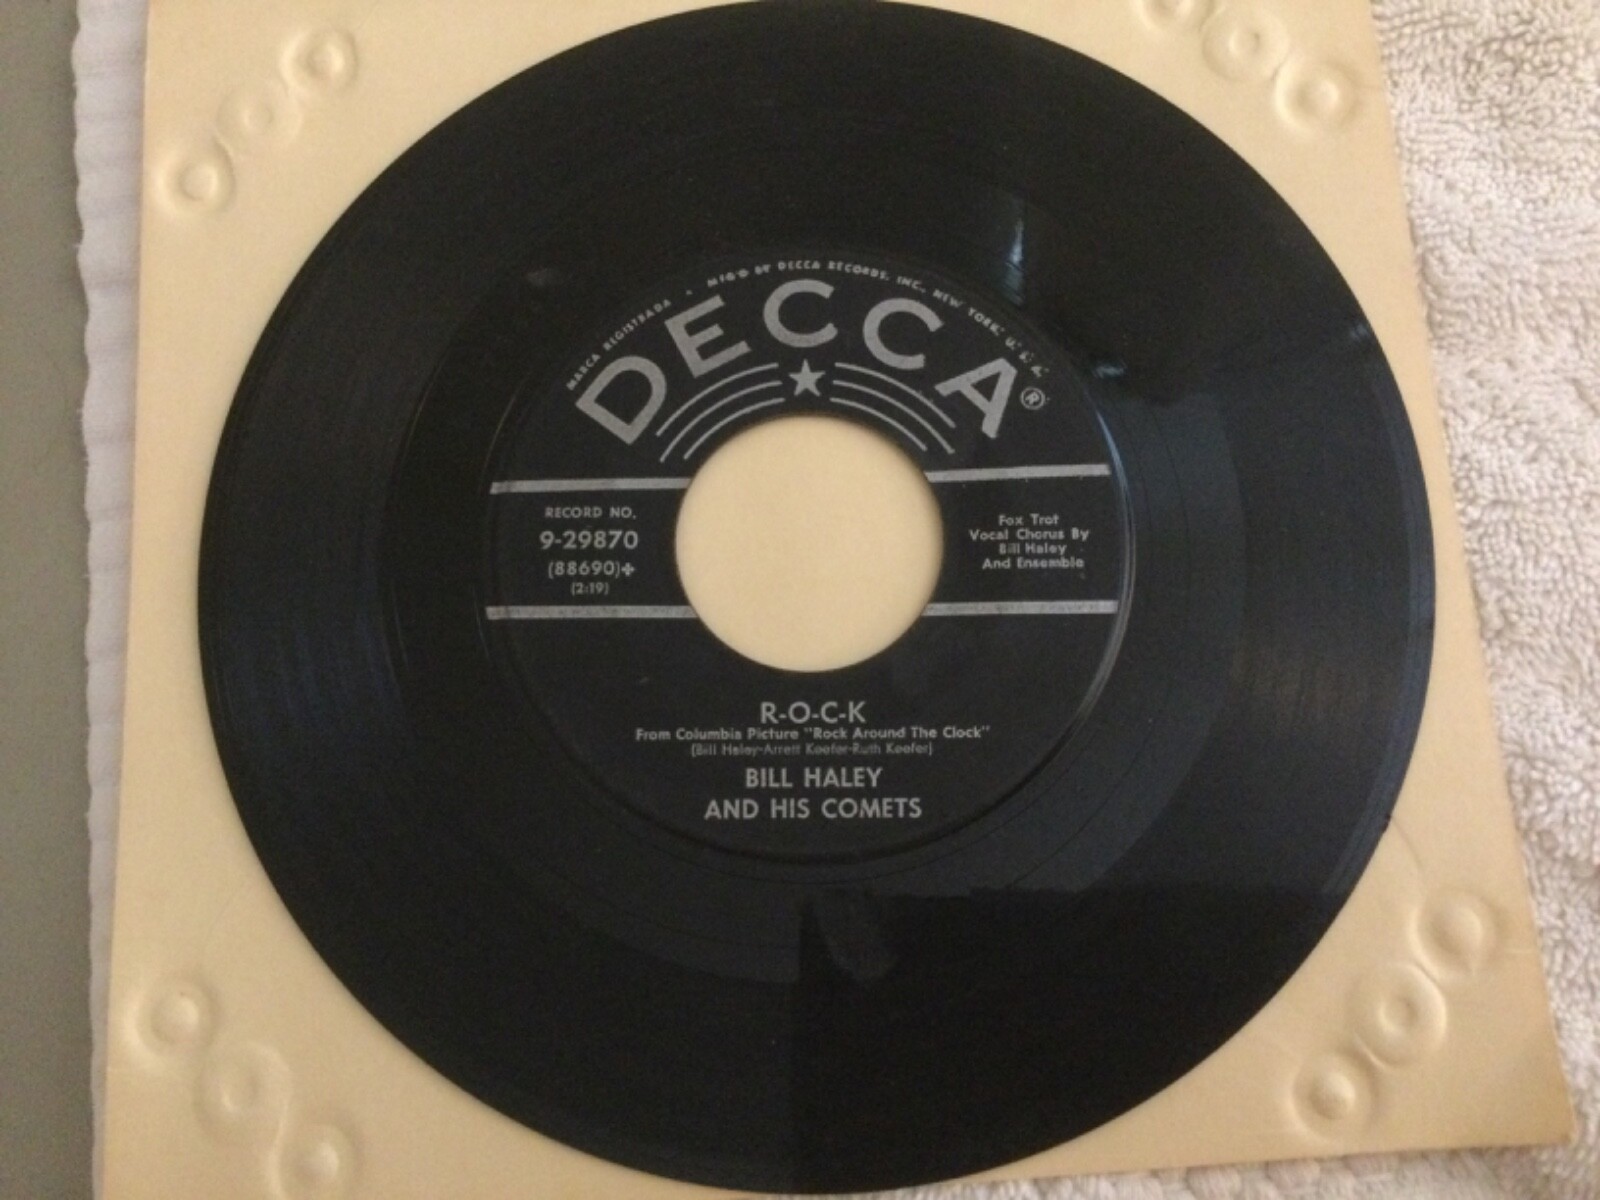 MARCA REGISTRADA • MFG'D BY DECCA RECORDS, INC., NEW YORK, U.S.A.
DECCA®
RECORD NO.
9-29870
(88690)+
(2:19)
Fox Trot
Vocal Chorus By
Bill Haley
And Ensemble
R-O-C-K
From Columbia Picture "Rock Around The Clock"
(Bill Haley-Arrett Keefer-Ruth Keefer)
BILL HALEY
AND HIS COMETS